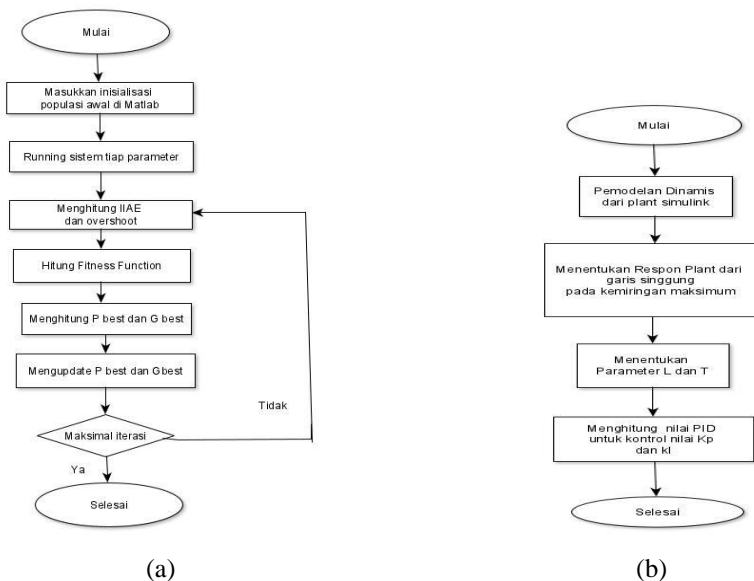 Mulai
Masukkan inisialisasi
populasi awal di Matlab
Running sistem tiap parameter
Menghitung IIAE
dan overshoot
Hitung Fitness Function
Menghitung P best dan G best
Mengupdate P best dan Gbest
Maksimal iterasi
Tidak
Ya
Selesai
(a)
Mulai
Pemodelan Dinamis
dari plant simulink
Menentukan Respon Plant dari
garis singgung
pada kemiringan maksimum
Menentukan
Parameter L dan T
Menghitung nilai PID
untuk kontrol nilai Kp
dan kI
Selesai
(b)